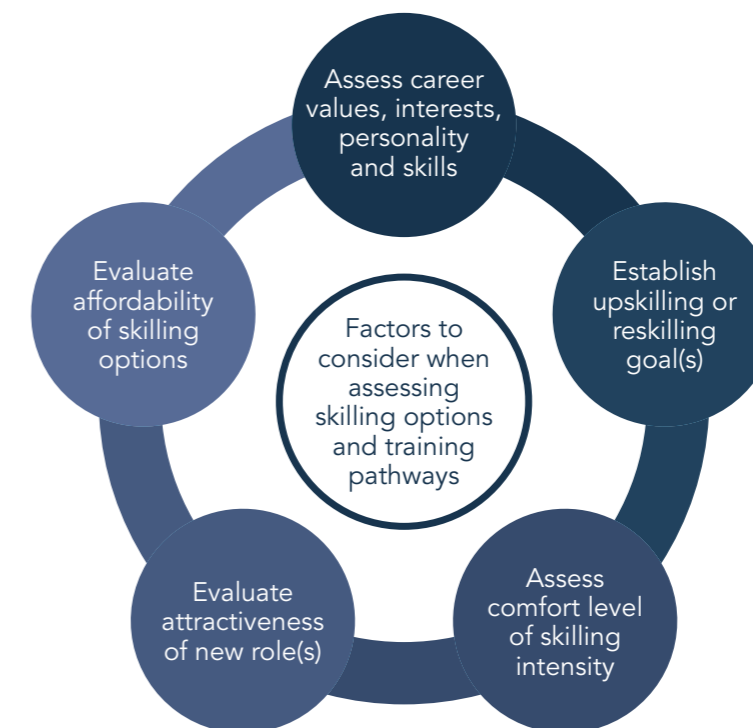 Assess career
values, interests,
personality
and skills
Establish
upskilling or
reskilling
goal(s)
Assess
comfort level
of skilling
intensity
Evaluate
attractiveness
of new role(s)
Evaluate
affordability
of skilling
options
Factors to
consider when
assessing
skilling options
and training
pathways